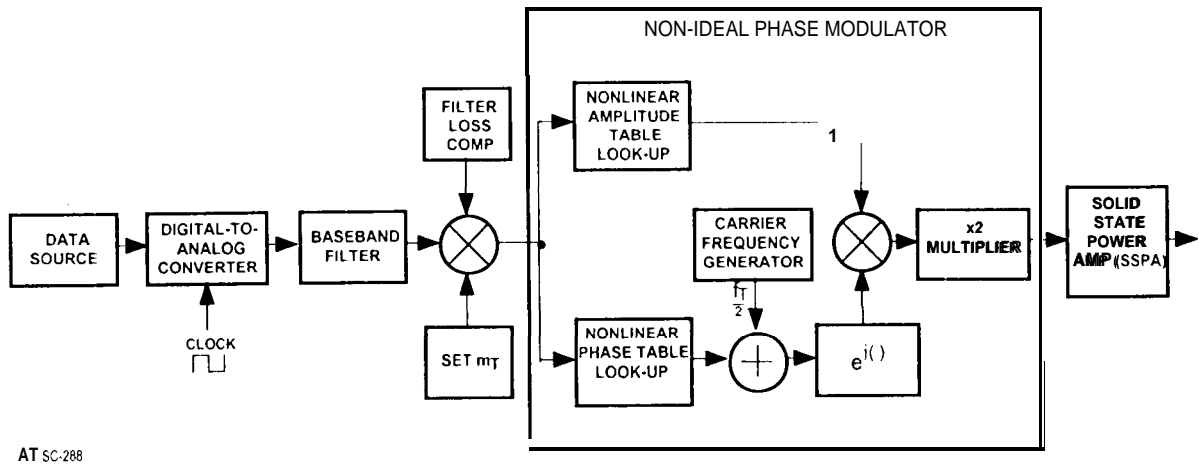 NON-IDEAL PHASE MODULATOR
FILTER
LOSS
COMP
NONLINEAR
AMPLITUDE
TABLE
LOOK-UP
1
DATA
SOURCE
DIGITAL-TO-
ANALOG
CONVERTER
BASEBAND
FILTER
CARRIER
FREQUENCY
GENERATOR
x2
MULTIPLIER
SOLID
STATE
POWER
AMP (SSPA)
fT
2
CLOCK
SET mT
NONLINEAR
PHASE TABLE
LOOK-UP
+
e j( )
AT SC-288